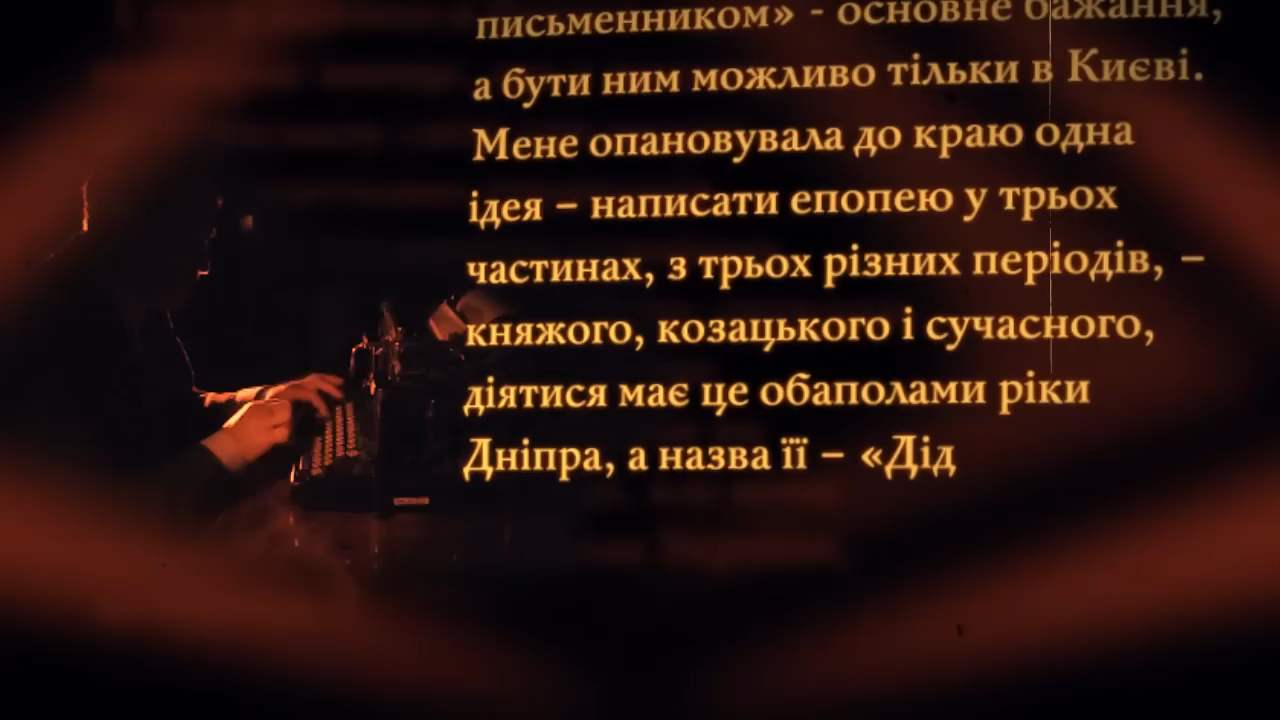 письменником» - основне бажання,
а бути ним можливо тільки в Києві.
Мене опановувала до краю одна
ідея – написати епопею у трьох
частинах, з трьох різних періодів, –
княжого, козацького і сучасного,
діятися має це обаполами ріки
Дніпра, а назва її – «Дід